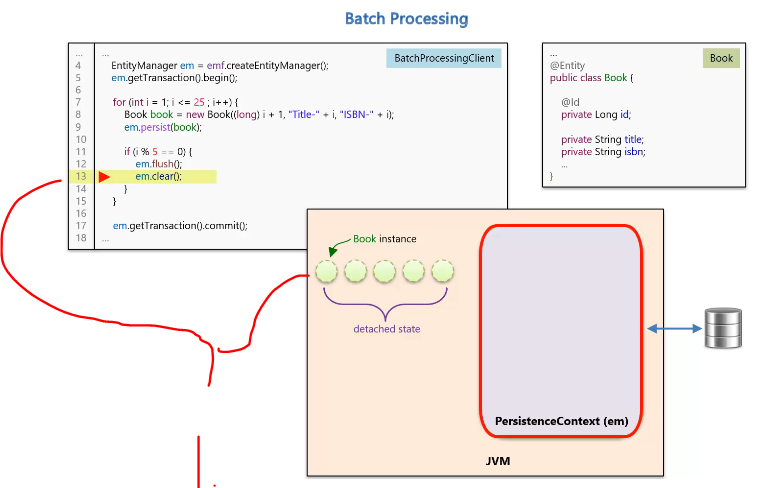 Batch Processing
...
BatchProcessingClient
4 EntityManager em = emf.createEntityManager();
5 em.getTransaction().begin();
6
7 for (int i = 1; i <= 25 ; i++) {
8 Book book = new Book((long) i + 1, "Title-" + i, "ISBN-" + i);
9 em.persist(book);
10
11 if (i % 5 == 0) {
12 em.flush();
13 em.clear();
14 }
15 }
16
17 em.getTransaction().commit();
18 ...
...
Book
@Entity
public class Book {
@Id
private Long id;
private String title;
private String isbn;
...
}
Book instance
detached state
PersistenceContext (em)
JVM